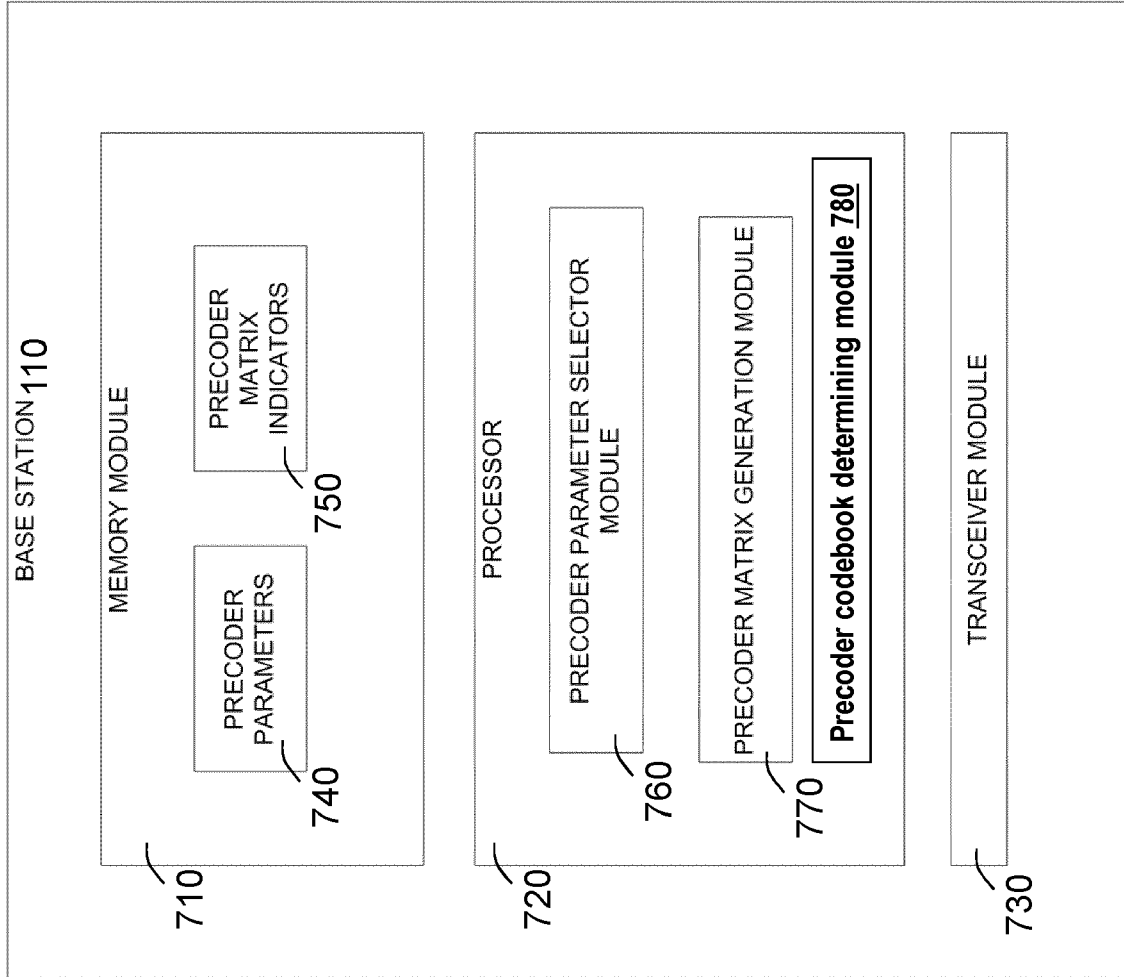 BASE STATION 110
MEMORY MODULE
710
PRECODER
PARAMETERS
740
PRECODER
MATRIX
INDICATORS
750
PROCESSOR
720
PRECODER PARAMETER SELECTOR
MODULE
760
PRECODER MATRIX GENERATION MODULE
770
Precoder codebook determining module 780
TRANSCEIVER MODULE
730